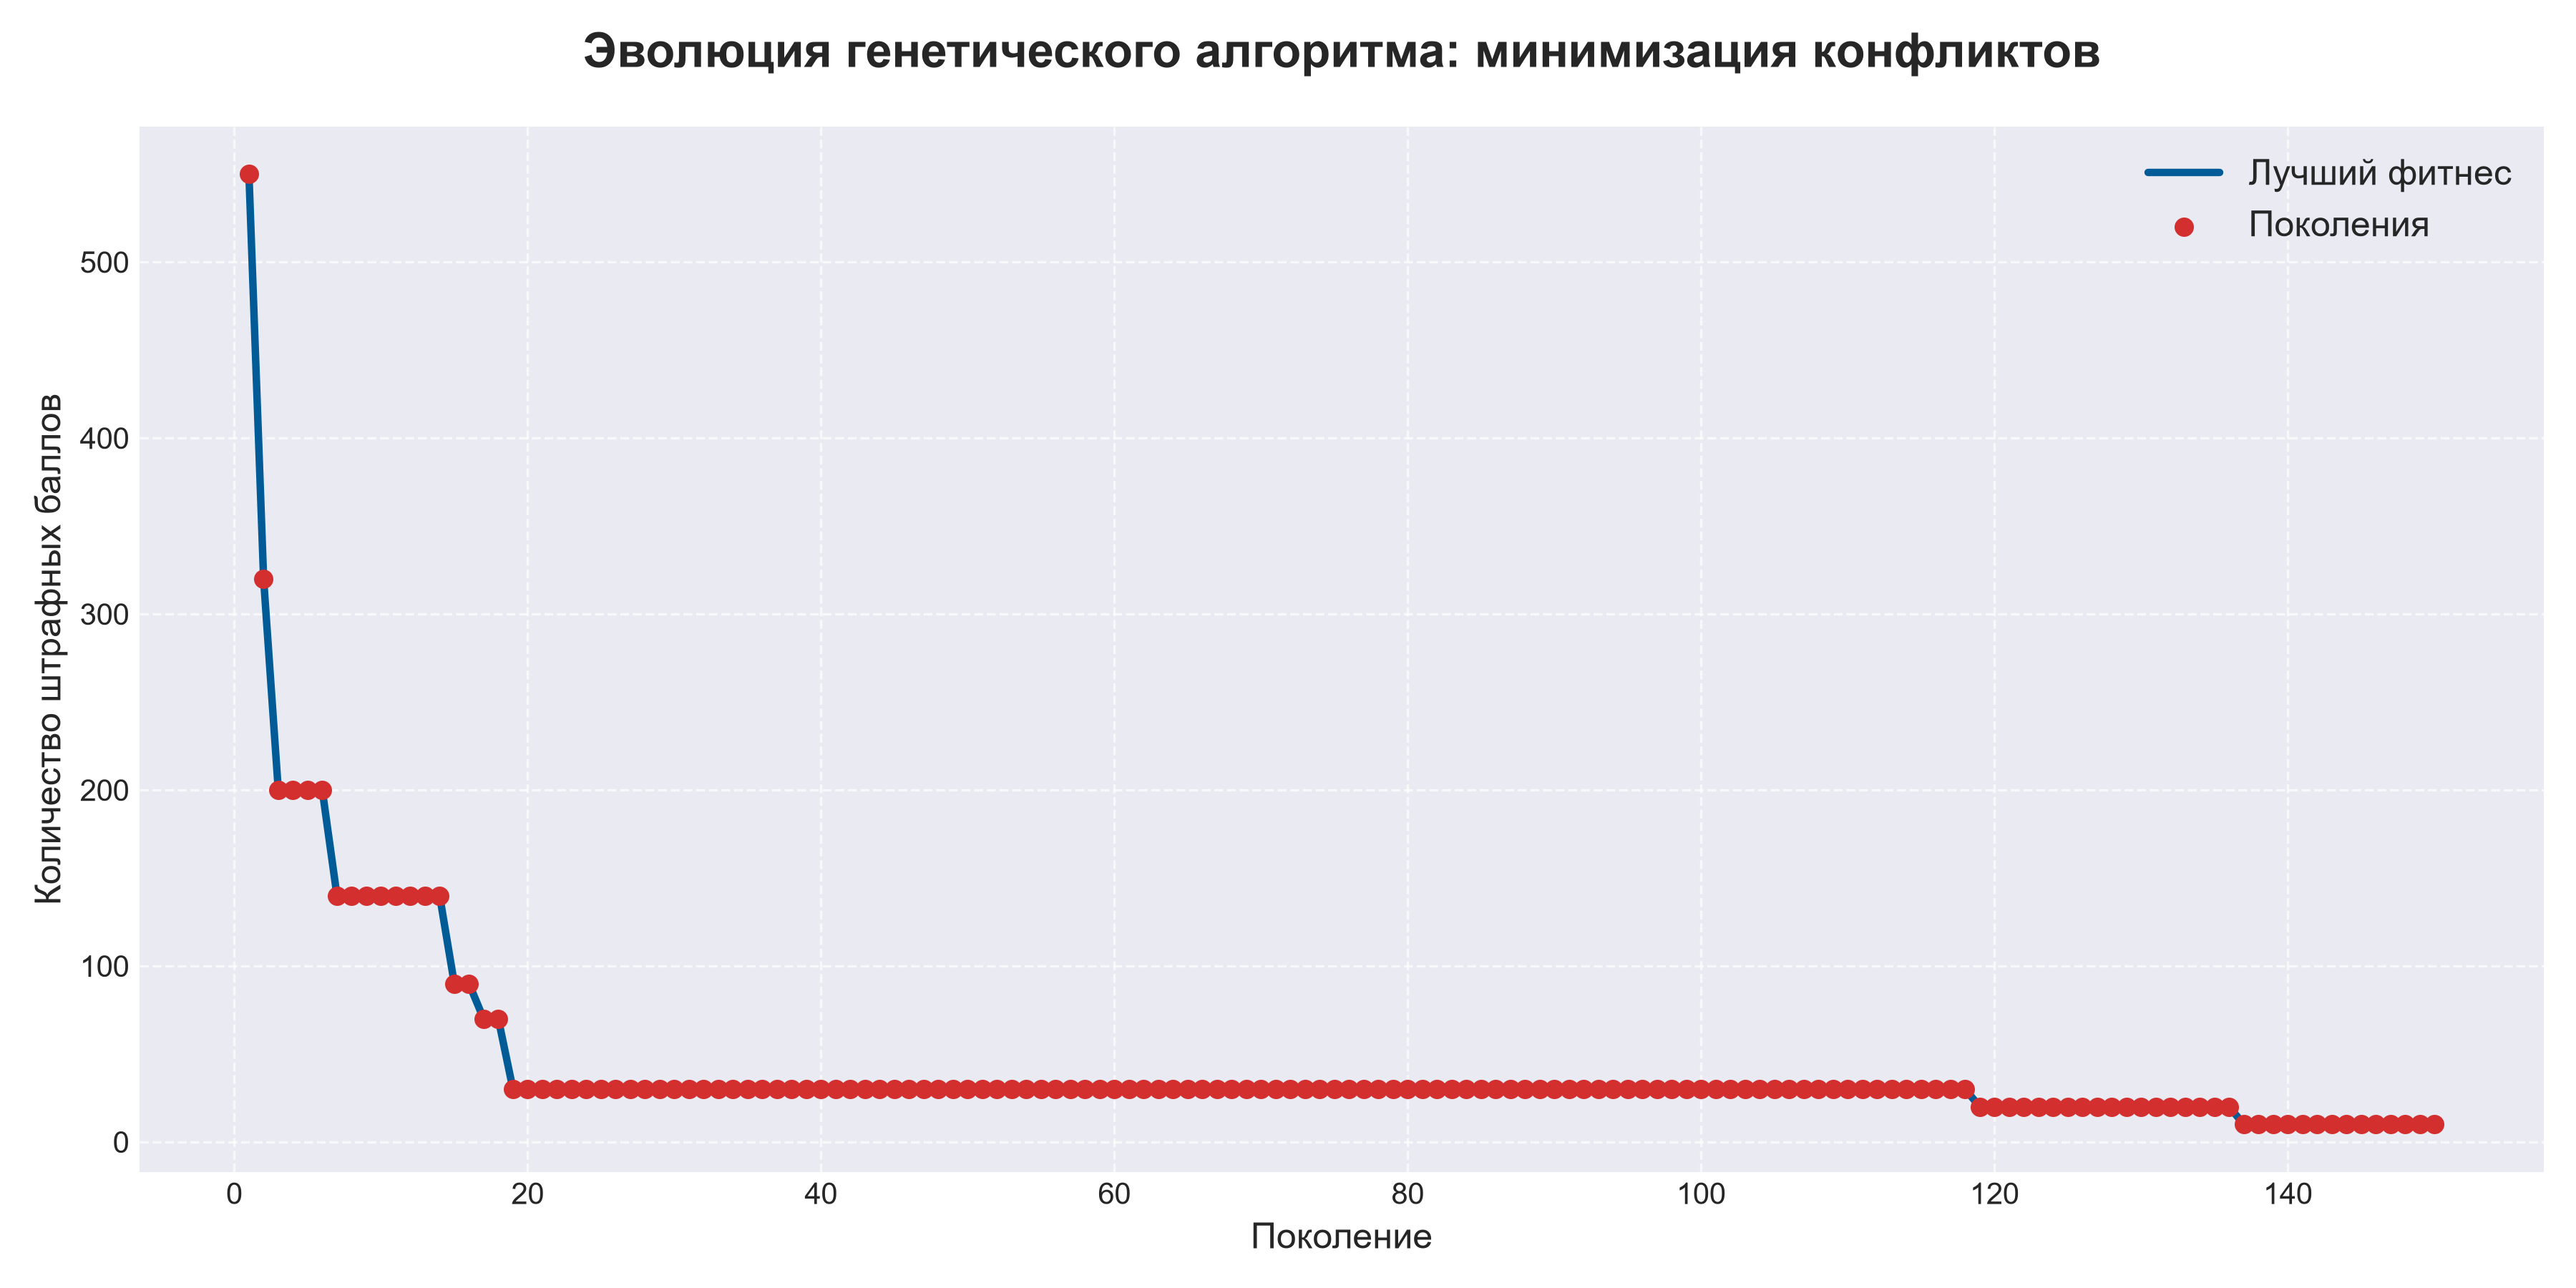 Эволюция генетического алгоритма: минимизация конфликтов
Лучший фитнес
Поколения
Количество штрафных баллов
500
400
300
200
100
0
0 20 40 60 80 100 120 140
Поколение